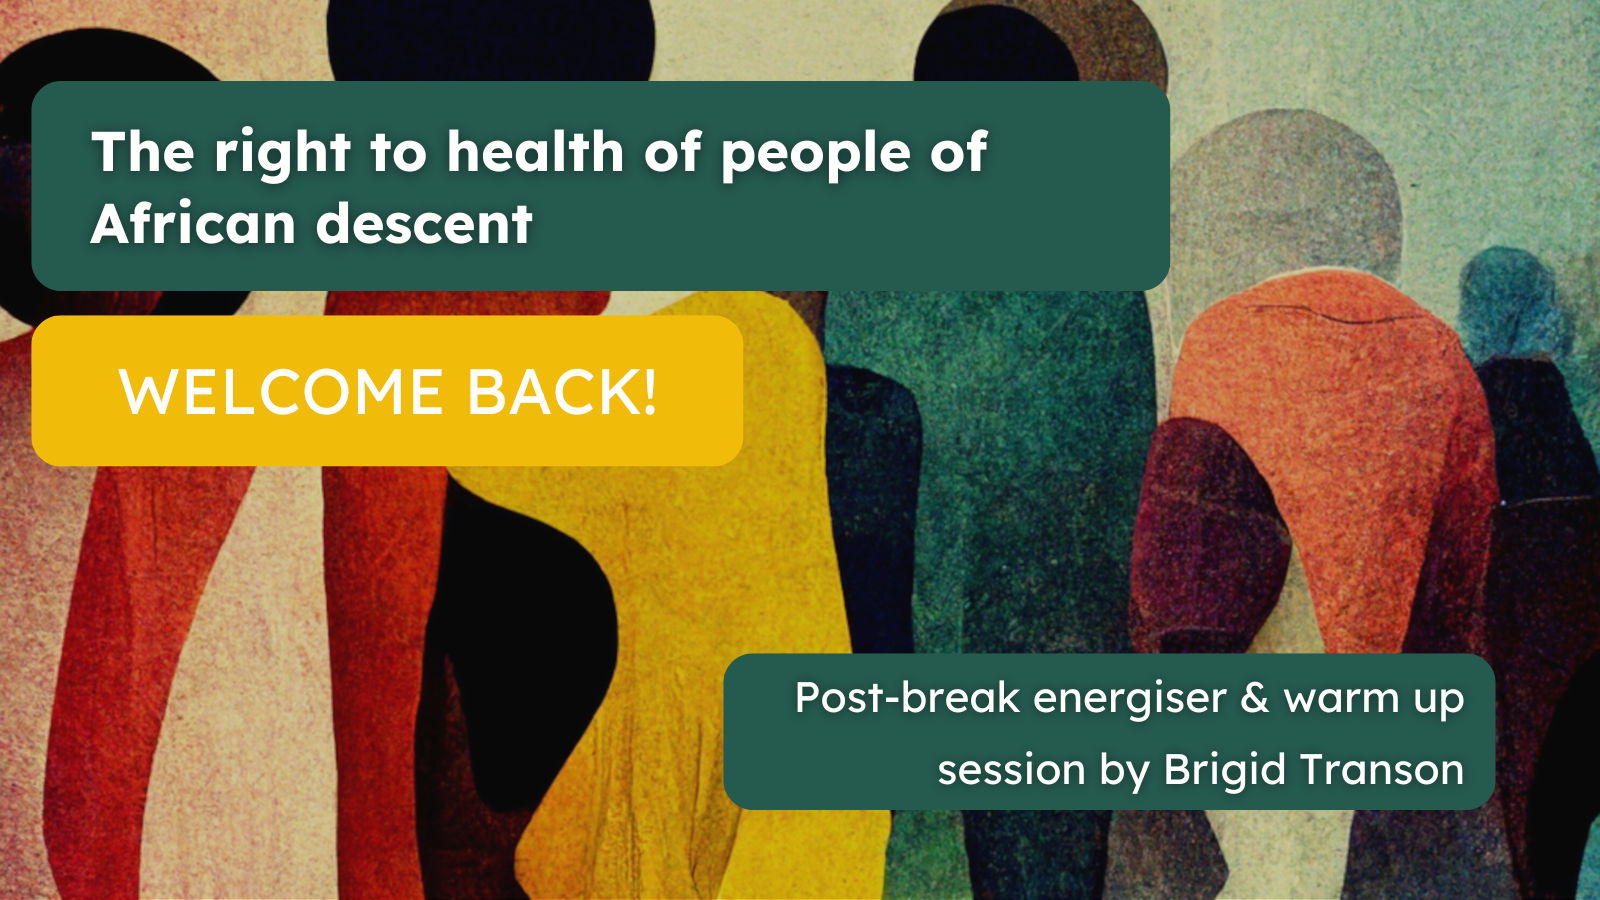 The right to health of people of
African descent
WELCOME BACK!
Post-break energiser & warm up
session by Brigid Transon